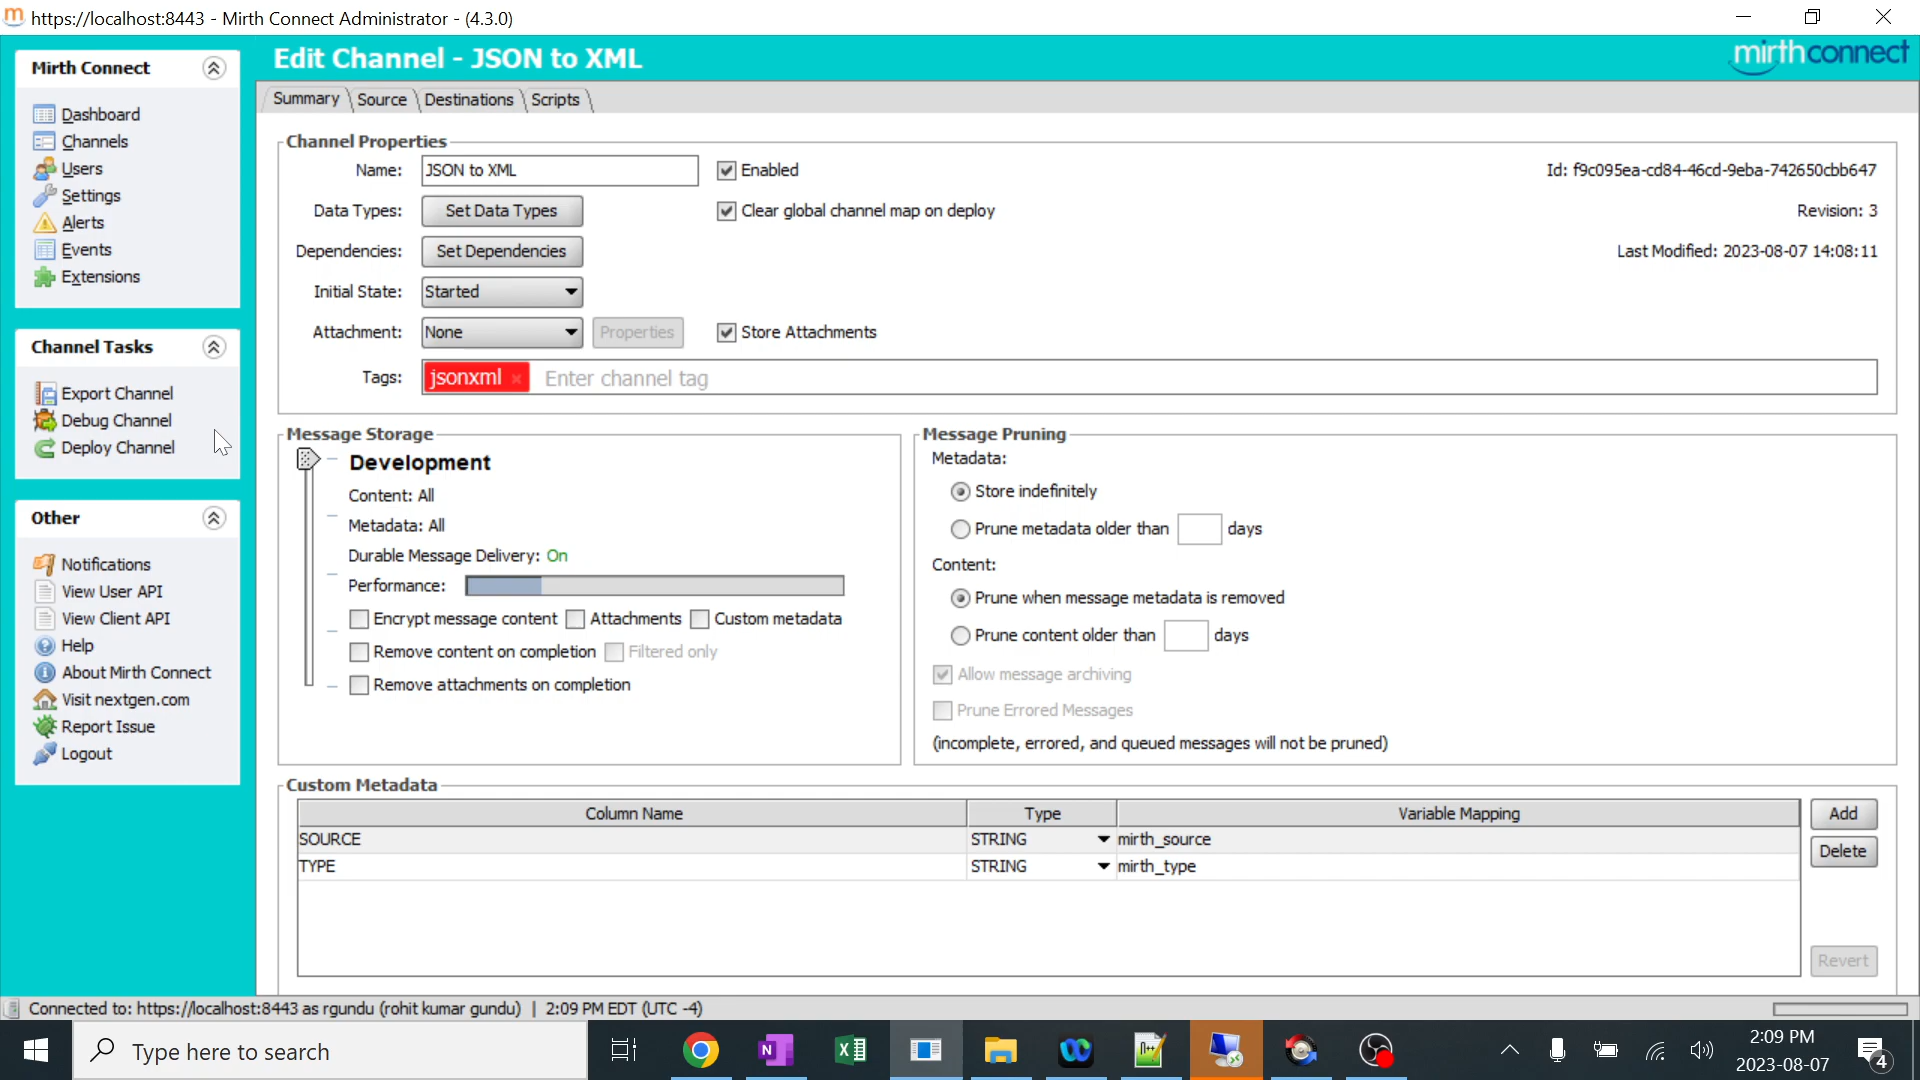 https://localhost:8443 - Mirth Connect Administrator - (4.3.0)
Mirth Connect
Dashboard
Channels
Users
Settings
Alerts
Events
Extensions
Channel Tasks
Export Channel
Debug Channel
Deploy Channel
Other
Notifications
View User API
View Client API
Help
About Mirth Connect
Visit nextgen.com
Report Issue
Logout
Edit Channel - JSON to XML
mirthconnect
Summary Source Destinations Scripts
Channel Properties
Name: JSON to XML Enabled Id: f9c095ea-cd84-46cd-9eba-742650cbb647
Data Types: Set Data Types Clear global channel map on deploy Revision: 3
Dependencies: Set Dependencies Last Modified: 2023-08-07 14:08:11
Initial State: Started
Attachment: None Properties Store Attachments
Tags: jsonxml × Enter channel tag
Message Storage
Development
Content: All
Metadata: All
Durable Message Delivery: On
Performance:
Encrypt message content Attachments Custom metadata
Remove content on completion Filtered only
Remove attachments on completion
Message Pruning
Metadata:
Store indefinitely
Prune metadata older than days
Content:
Prune when message metadata is removed
Prune content older than days
Allow message archiving
Prune Errored Messages
(incomplete, errored, and queued messages will not be pruned)
Custom Metadata
Column Name Type Variable Mapping
SOURCE STRING mirth_source
TYPE STRING mirth_type
Add
Delete
Revert
Connected to: https://localhost:8443 as rgundu (rohit kumar gundu) | 2:09 PM EDT (UTC -4)
Type here to search
2:09 PM
2023-08-07
4